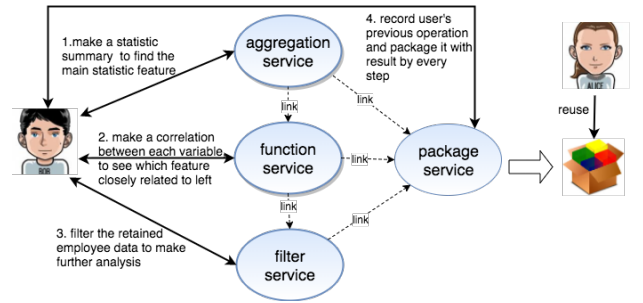 1.make a statistic
summary to find the
main statistic feature
aggregation
service
4. record user's
previous operation
and package it with
result by every
step
ALICE
link
link
reuse
BOB
2. make a correlation
between each variable
to see which feature
closely related to left
function
service
link
package
service
link
link
3. filter the retained
employee data to make
further analysis
filter
service